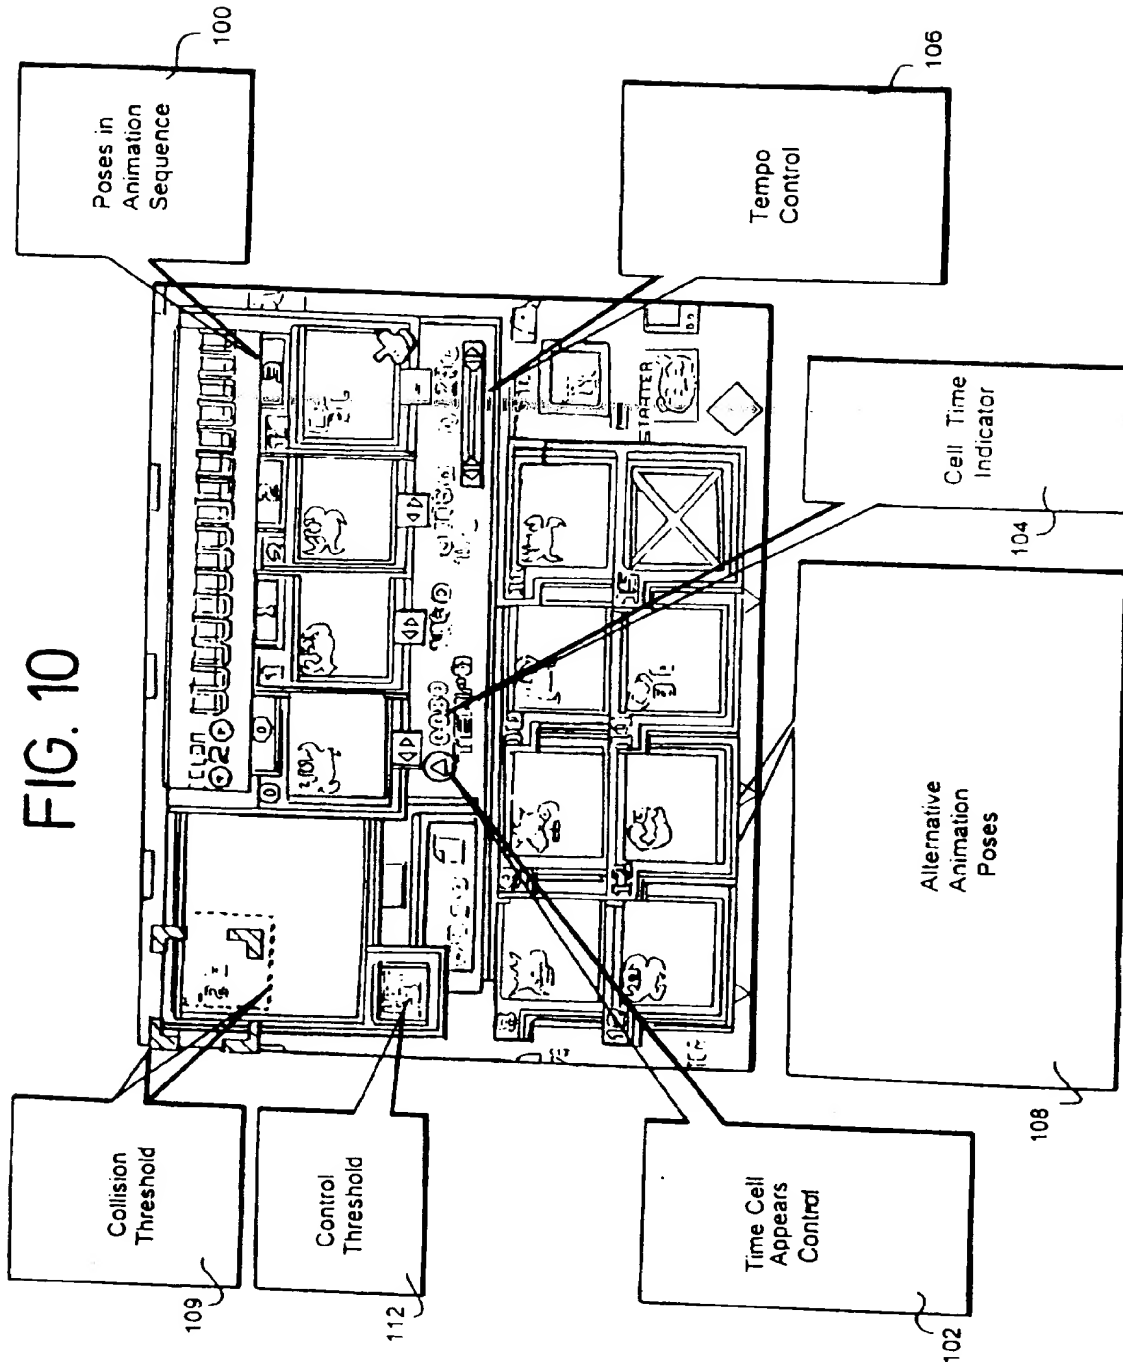 FIG. 10
Collision
Threshold
109
Control
Threshold
112
Time Cell
Appears
Control
102
Poses in
Animation
Sequence
100
Tempo
Control
106
Cell Time
Indicator
104
Alternative
Animation
Poses
108
TEMPO
STARTER